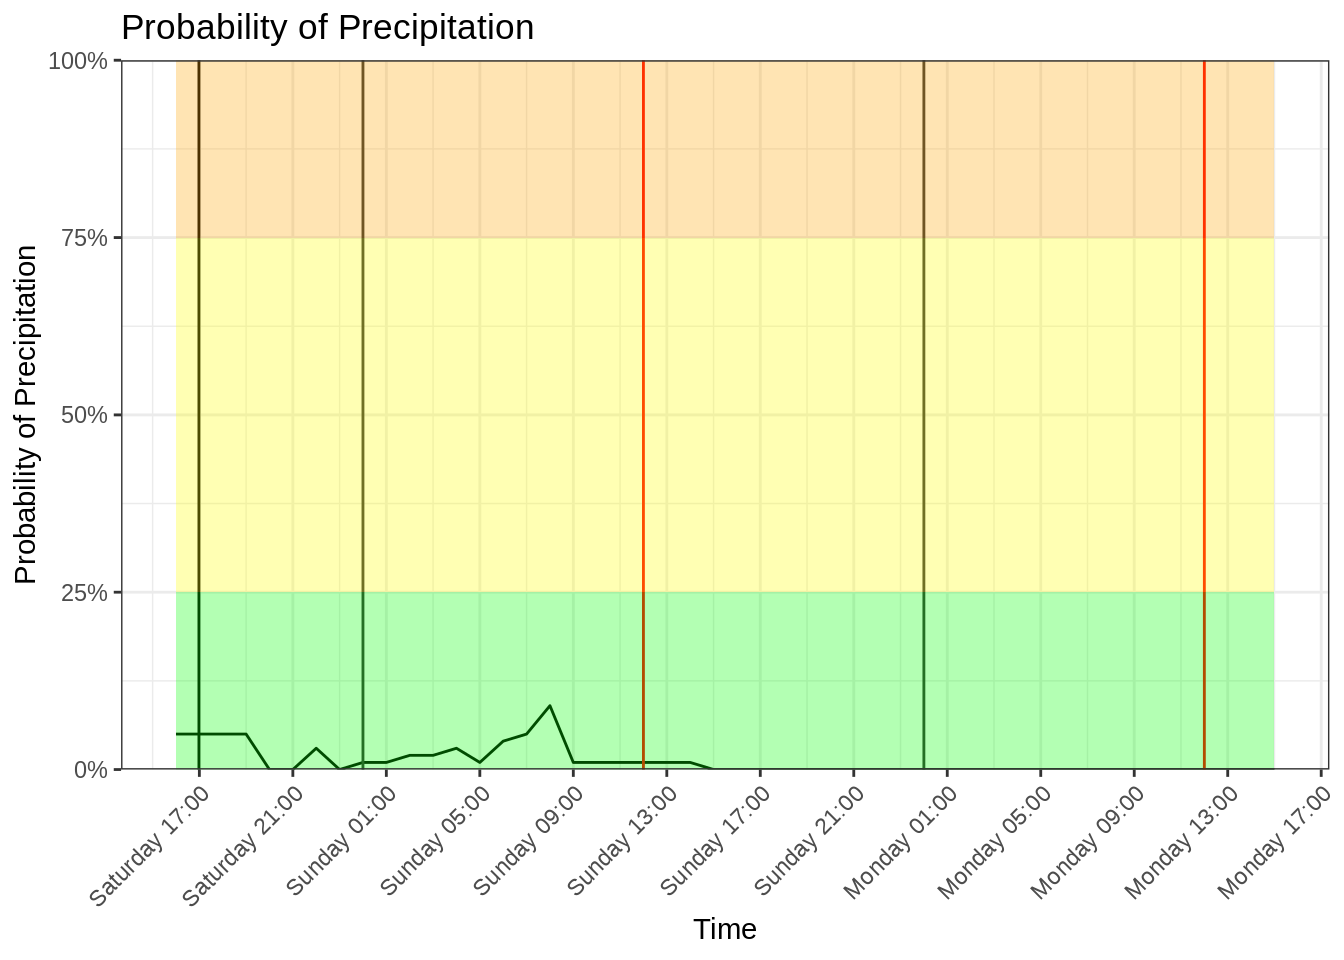 Probability of Precipitation
Probability of Precipitation
100%
75%
50%
25%
0%
Saturday 17:00
Saturday 21:00
Sunday 01:00
Sunday 05:00
Sunday 09:00
Sunday 13:00
Sunday 17:00
Sunday 21:00
Monday 01:00
Monday 05:00
Monday 09:00
Monday 13:00
Monday 17:00
Time